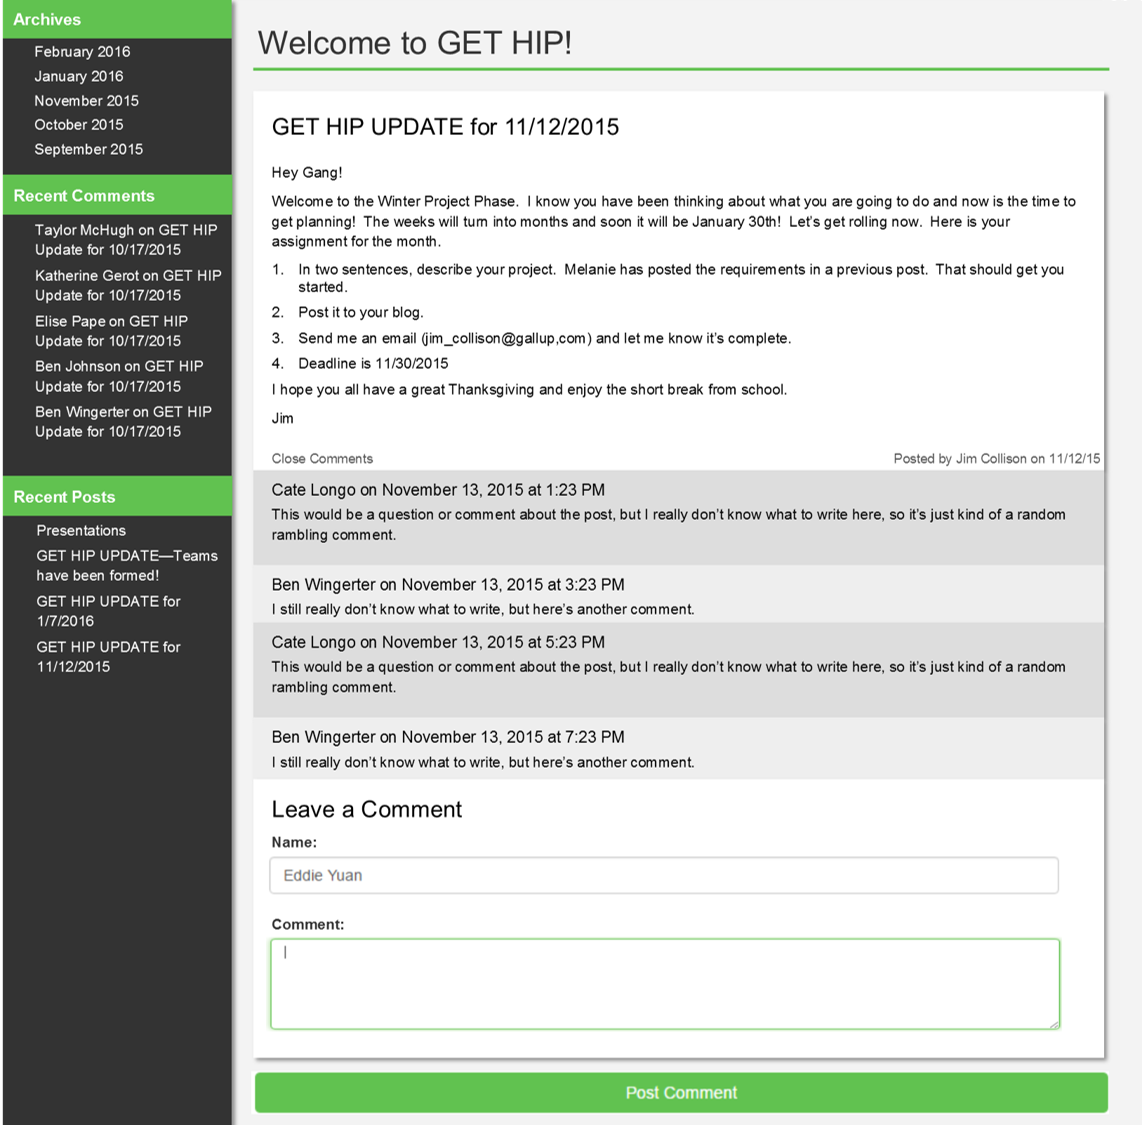 Archives
February 2016
January 2016
November 2015
October 2015
September 2015
Recent Comments
Taylor McHugh on GET HIP
Update for 10/17/2015
Katherine Gerot on GET HIP
Update for 10/17/2015
Elise Pape on GET HIP
Update for 10/17/2015
Ben Johnson on GET HIP
Update for 10/17/2015
Ben Wingerter on GET HIP
Update for 10/17/2015
Recent Posts
Presentations
GET HIP UPDATE—Teams
have been formed!
GET HIP UPDATE for
1/7/2016
GET HIP UPDATE for
11/12/2015
Welcome to GET HIP!
GET HIP UPDATE for 11/12/2015
Hey Gang!
Welcome to the Winter Project Phase.  I know you have been thinking about what you are going to do and now is the time to
get planning!  The weeks will turn into months and soon it will be January 30th!  Let's get rolling now.  Here is your
assignment for the month.
1. In two sentences, describe your project.  Melanie has posted the requirements in a previous post.  That should get you
started.
2. Post it to your blog.
3. Send me an email (jim_collison@gallup,com) and let me know it's complete.
4. Deadline is 11/30/2015
I hope you all have a great Thanksgiving and enjoy the short break from school.
Jim
Close Comments Posted by Jim Collison on 11/12/15
Cate Longo on November 13, 2015 at 1:23 PM
This would be a question or comment about the post, but I really don't know what to write here, so it's just kind of a random
rambling comment.
Ben Wingerter on November 13, 2015 at 3:23 PM
I still really don't know what to write, but here's another comment.
Cate Longo on November 13, 2015 at 5:23 PM
This would be a question or comment about the post, but I really don't know what to write here, so it's just kind of a random
rambling comment.
Ben Wingerter on November 13, 2015 at 7:23 PM
I still really don't know what to write, but here's another comment.
Leave a Comment
Name:
Eddie Yuan
Comment:
Post Comment